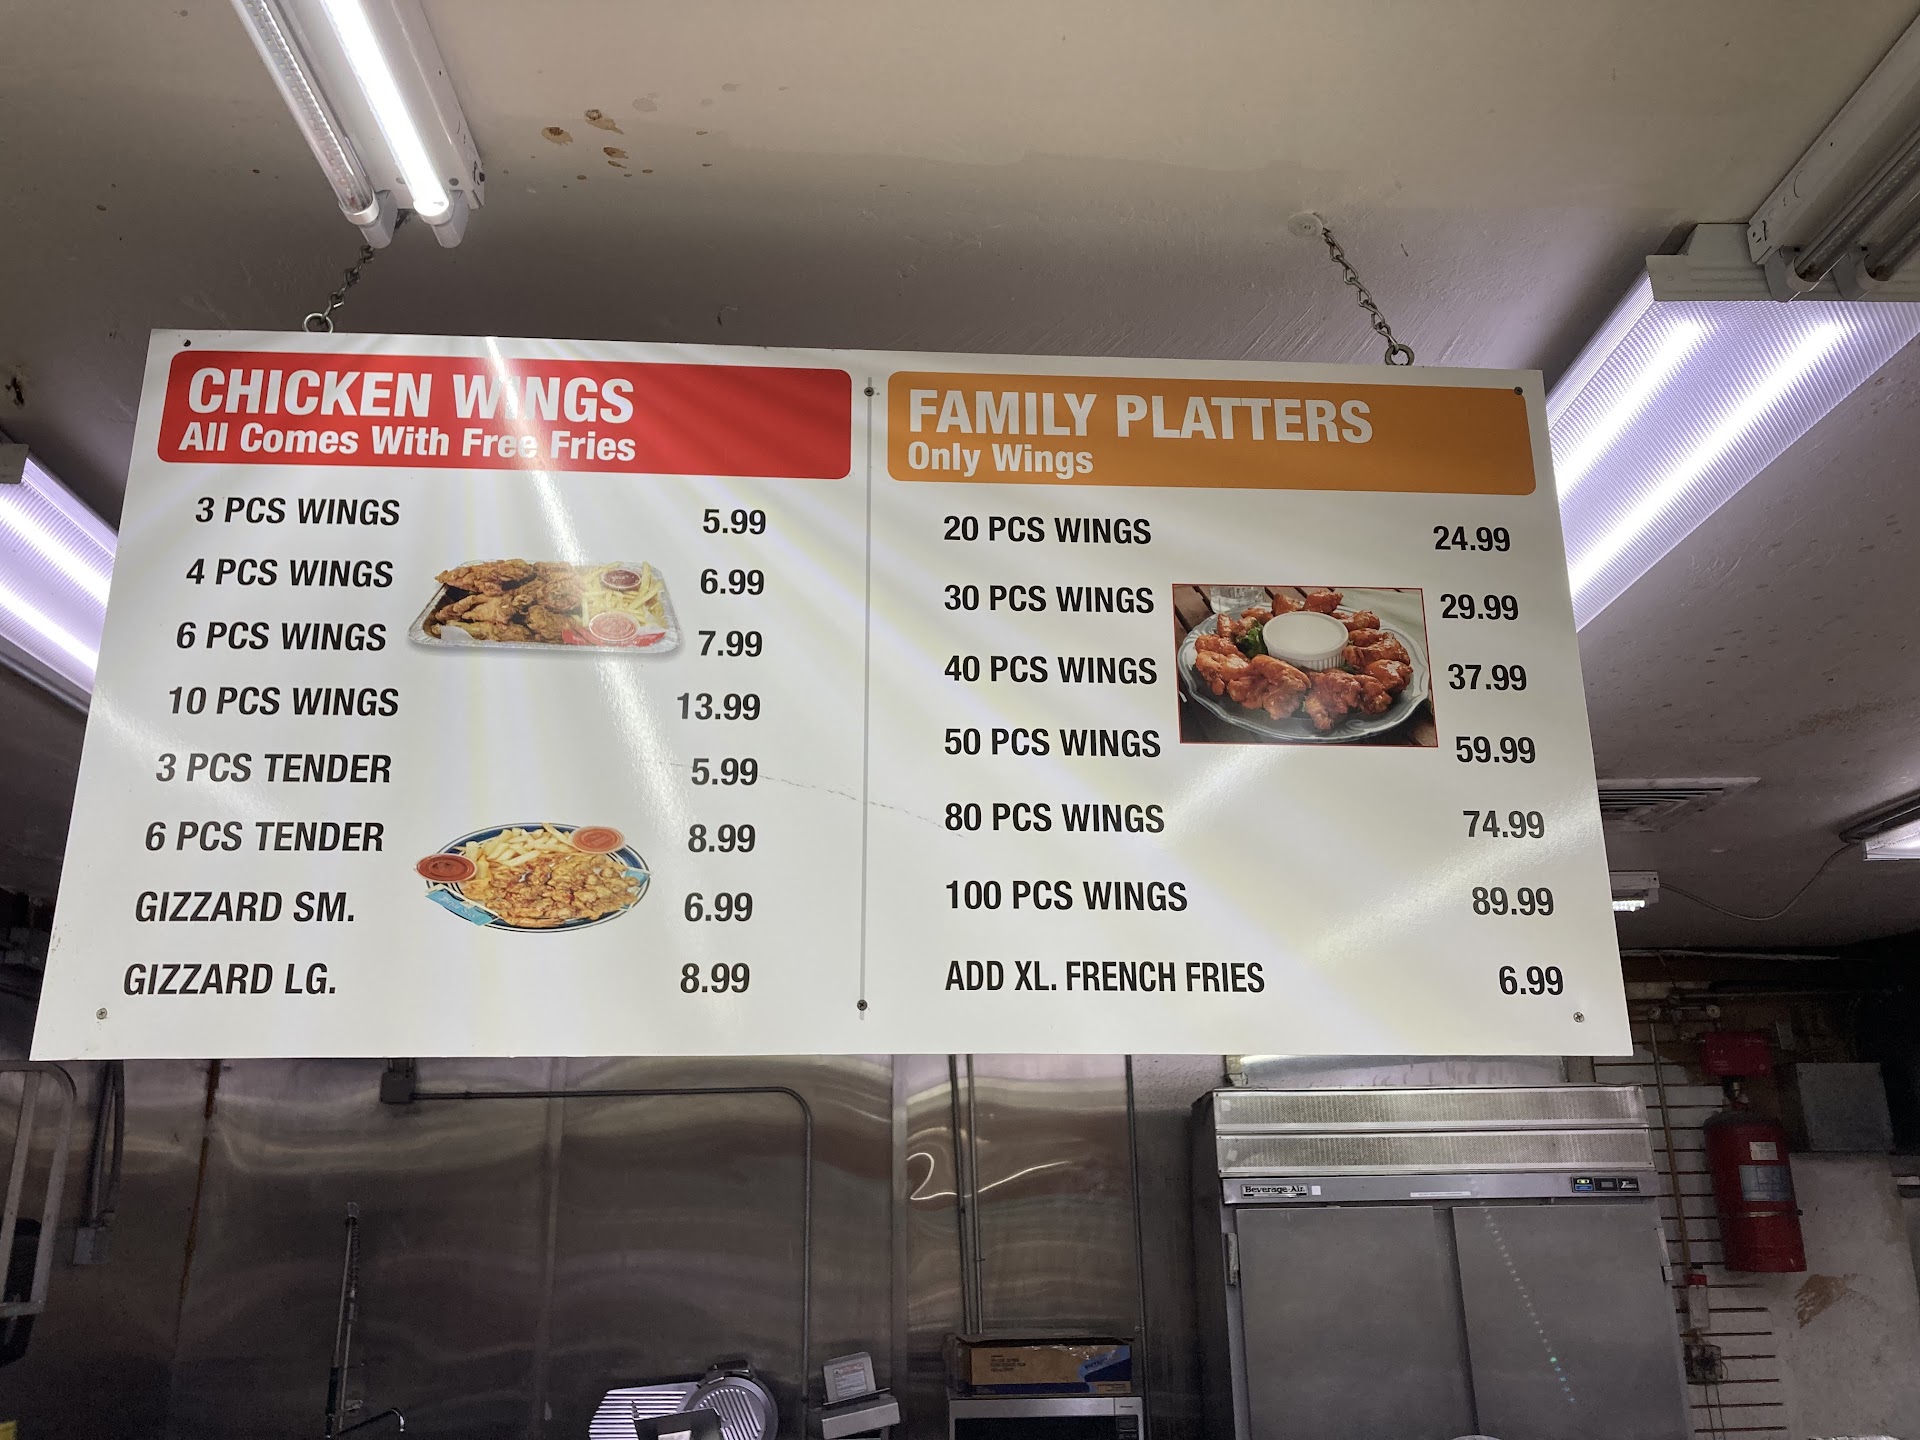 CHICKEN WINGS
All Comes With Free Fries
3 PCS WINGS 5.99
4 PCS WINGS 6.99
6 PCS WINGS 7.99
10 PCS WINGS 13.99
3 PCS TENDER 5.99
6 PCS TENDER 8.99
GIZZARD SM. 6.99
GIZZARD LG. 8.99
FAMILY PLATTERS
Only Wings
20 PCS WINGS 24.99
30 PCS WINGS 29.99
40 PCS WINGS 37.99
50 PCS WINGS 59.99
80 PCS WINGS 74.99
100 PCS WINGS 89.99
ADD XL. FRENCH FRIES 6.99
Beverage-Air